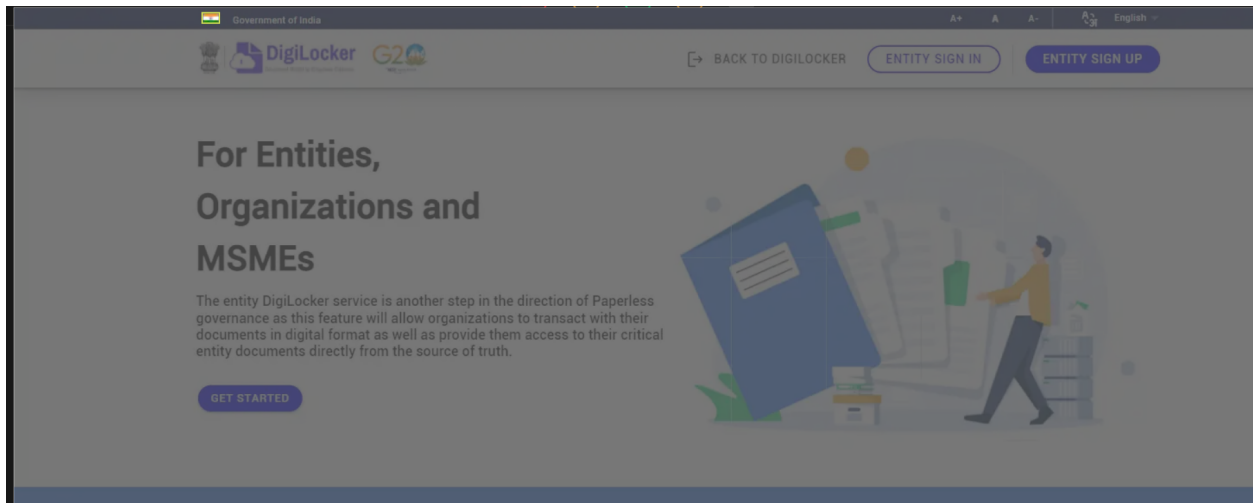 Government of India
A+ A A- English
DigiLocker
G20
BACK TO DIGILOCKER
ENTITY SIGN IN
ENTITY SIGN UP
For Entities,
Organizations and
MSMEs
The entity DigiLocker service is another step in the direction of Paperless
governance as this feature will allow organizations to transact with their
documents in digital format as well as provide them access to their critical
entity documents directly from the source of truth.
GET STARTED